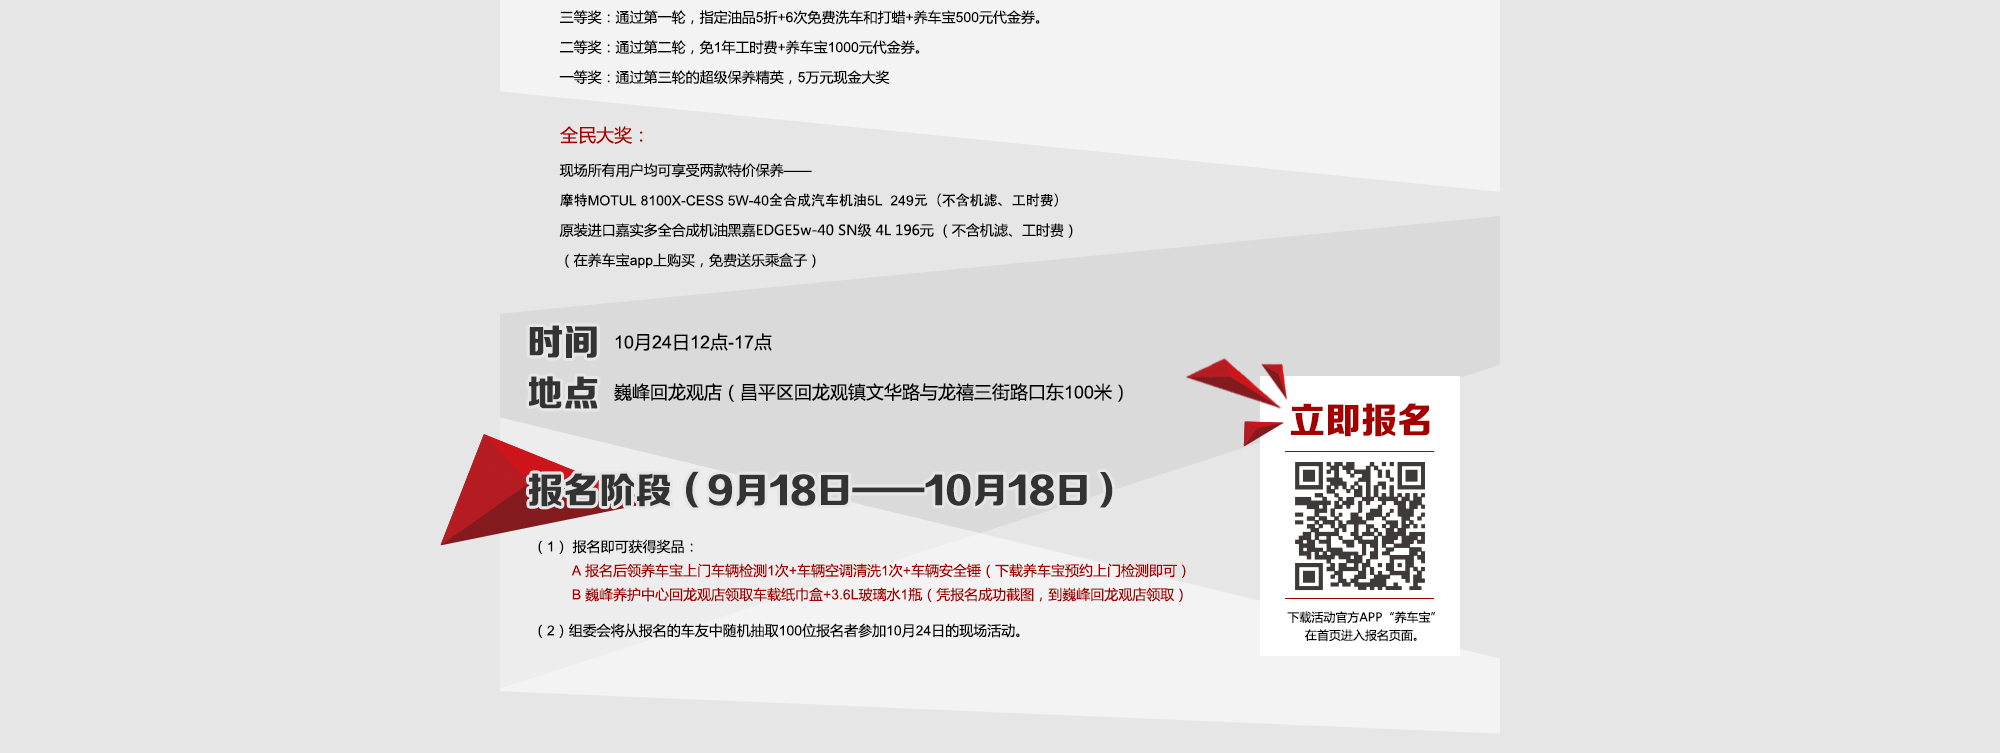 三等奖：通过第一轮，指定油品5折+6次免费洗车和打蜡+养车宝500元代金券。
二等奖：通过第二轮，免1年工时费+养车宝1000元代金券。
一等奖：通过第三轮的超级保养精英，5万元现金大奖
全民大奖：
现场所有用户均可享受两款特价保养——
摩特MOTUL 8100X-CESS 5W-40全合成汽车机油5L 249元（不含机滤、工时费）
原装进口嘉实多全合成机油黑嘉EDGE5w-40 SN级 4L 196元（不含机滤、工时费）
（在养车宝app上购买，免费送乐乘盒子）
时间 10月24日12点-17点
地点 巍峰回龙观店（昌平区回龙观镇文华路与龙禧三街路口东100米）
报名阶段（9月18日——10月18日）
（1） 报名即可获得奖品：
A 报名后领养车宝上门车辆检测1次+车辆空调清洗1次+车辆安全锤（下载养车宝预约上门检测即可）
B 巍峰养护中心回龙观店领取车载纸巾盒+3.6L玻璃水1瓶（凭报名成功截图，到巍峰回龙观店领取）
（2）组委会将从报名的车友中随机抽取100位报名者参加10月24日的现场活动。
立即报名
下载活动官方APP“养车宝”
在首页进入报名页面。